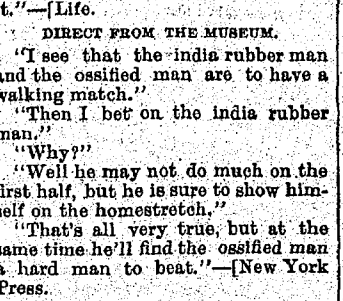 t."—[Life.
DIRECT FROM THE MUSEUM.
"I see that the india rubber man
and the ossified man are to have a
walking match."
"Then I bet on the india rubber
man."
"Why?"
"Well he may not do much on the
first half, but he is sure to show him-
self on the homestretch."
"That's all very true, but at the
same time he'll find the ossified man
a hard man to beat."—[New York
Press.